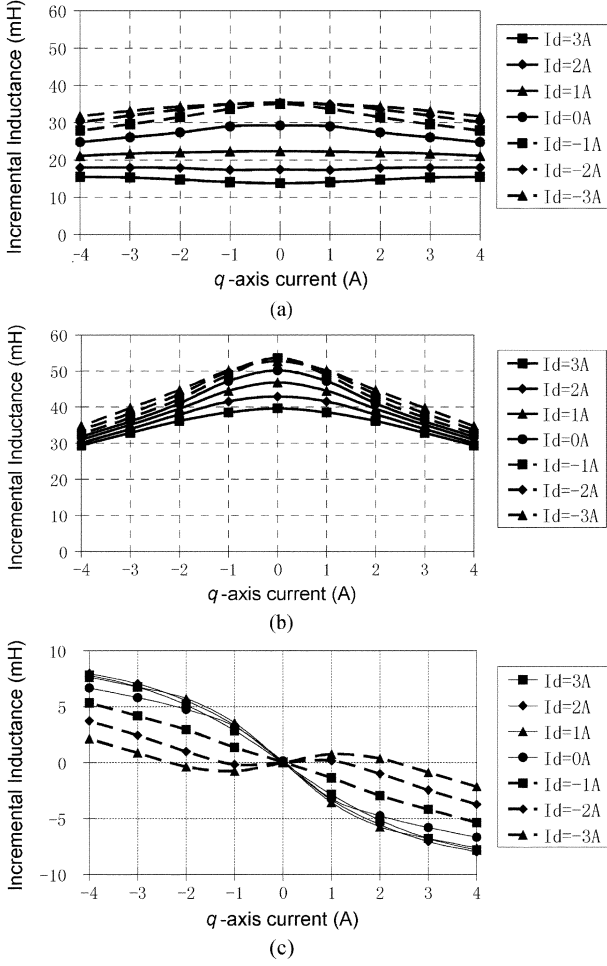 Incremental Inductance (mH)
60
50
40
30
20
10
0
-4 -3 -2 -1 0 1 2 3 4
q-axis current (A)
Id=3A
Id=2A
Id=1A
Id=0A
Id=-1A
Id=-2A
Id=-3A
(a)
Incremental Inductance (mH)
60
50
40
30
20
10
0
-4 -3 -2 -1 0 1 2 3 4
q-axis current (A)
Id=3A
Id=2A
Id=1A
Id=0A
Id=-1A
Id=-2A
Id=-3A
(b)
Incremental Inductance (mH)
10
5
0
-5
-10
-4 -3 -2 -1 0 1 2 3 4
q-axis current (A)
Id=3A
Id=2A
Id=1A
Id=0A
Id=-1A
Id=-2A
Id=-3A
(c)